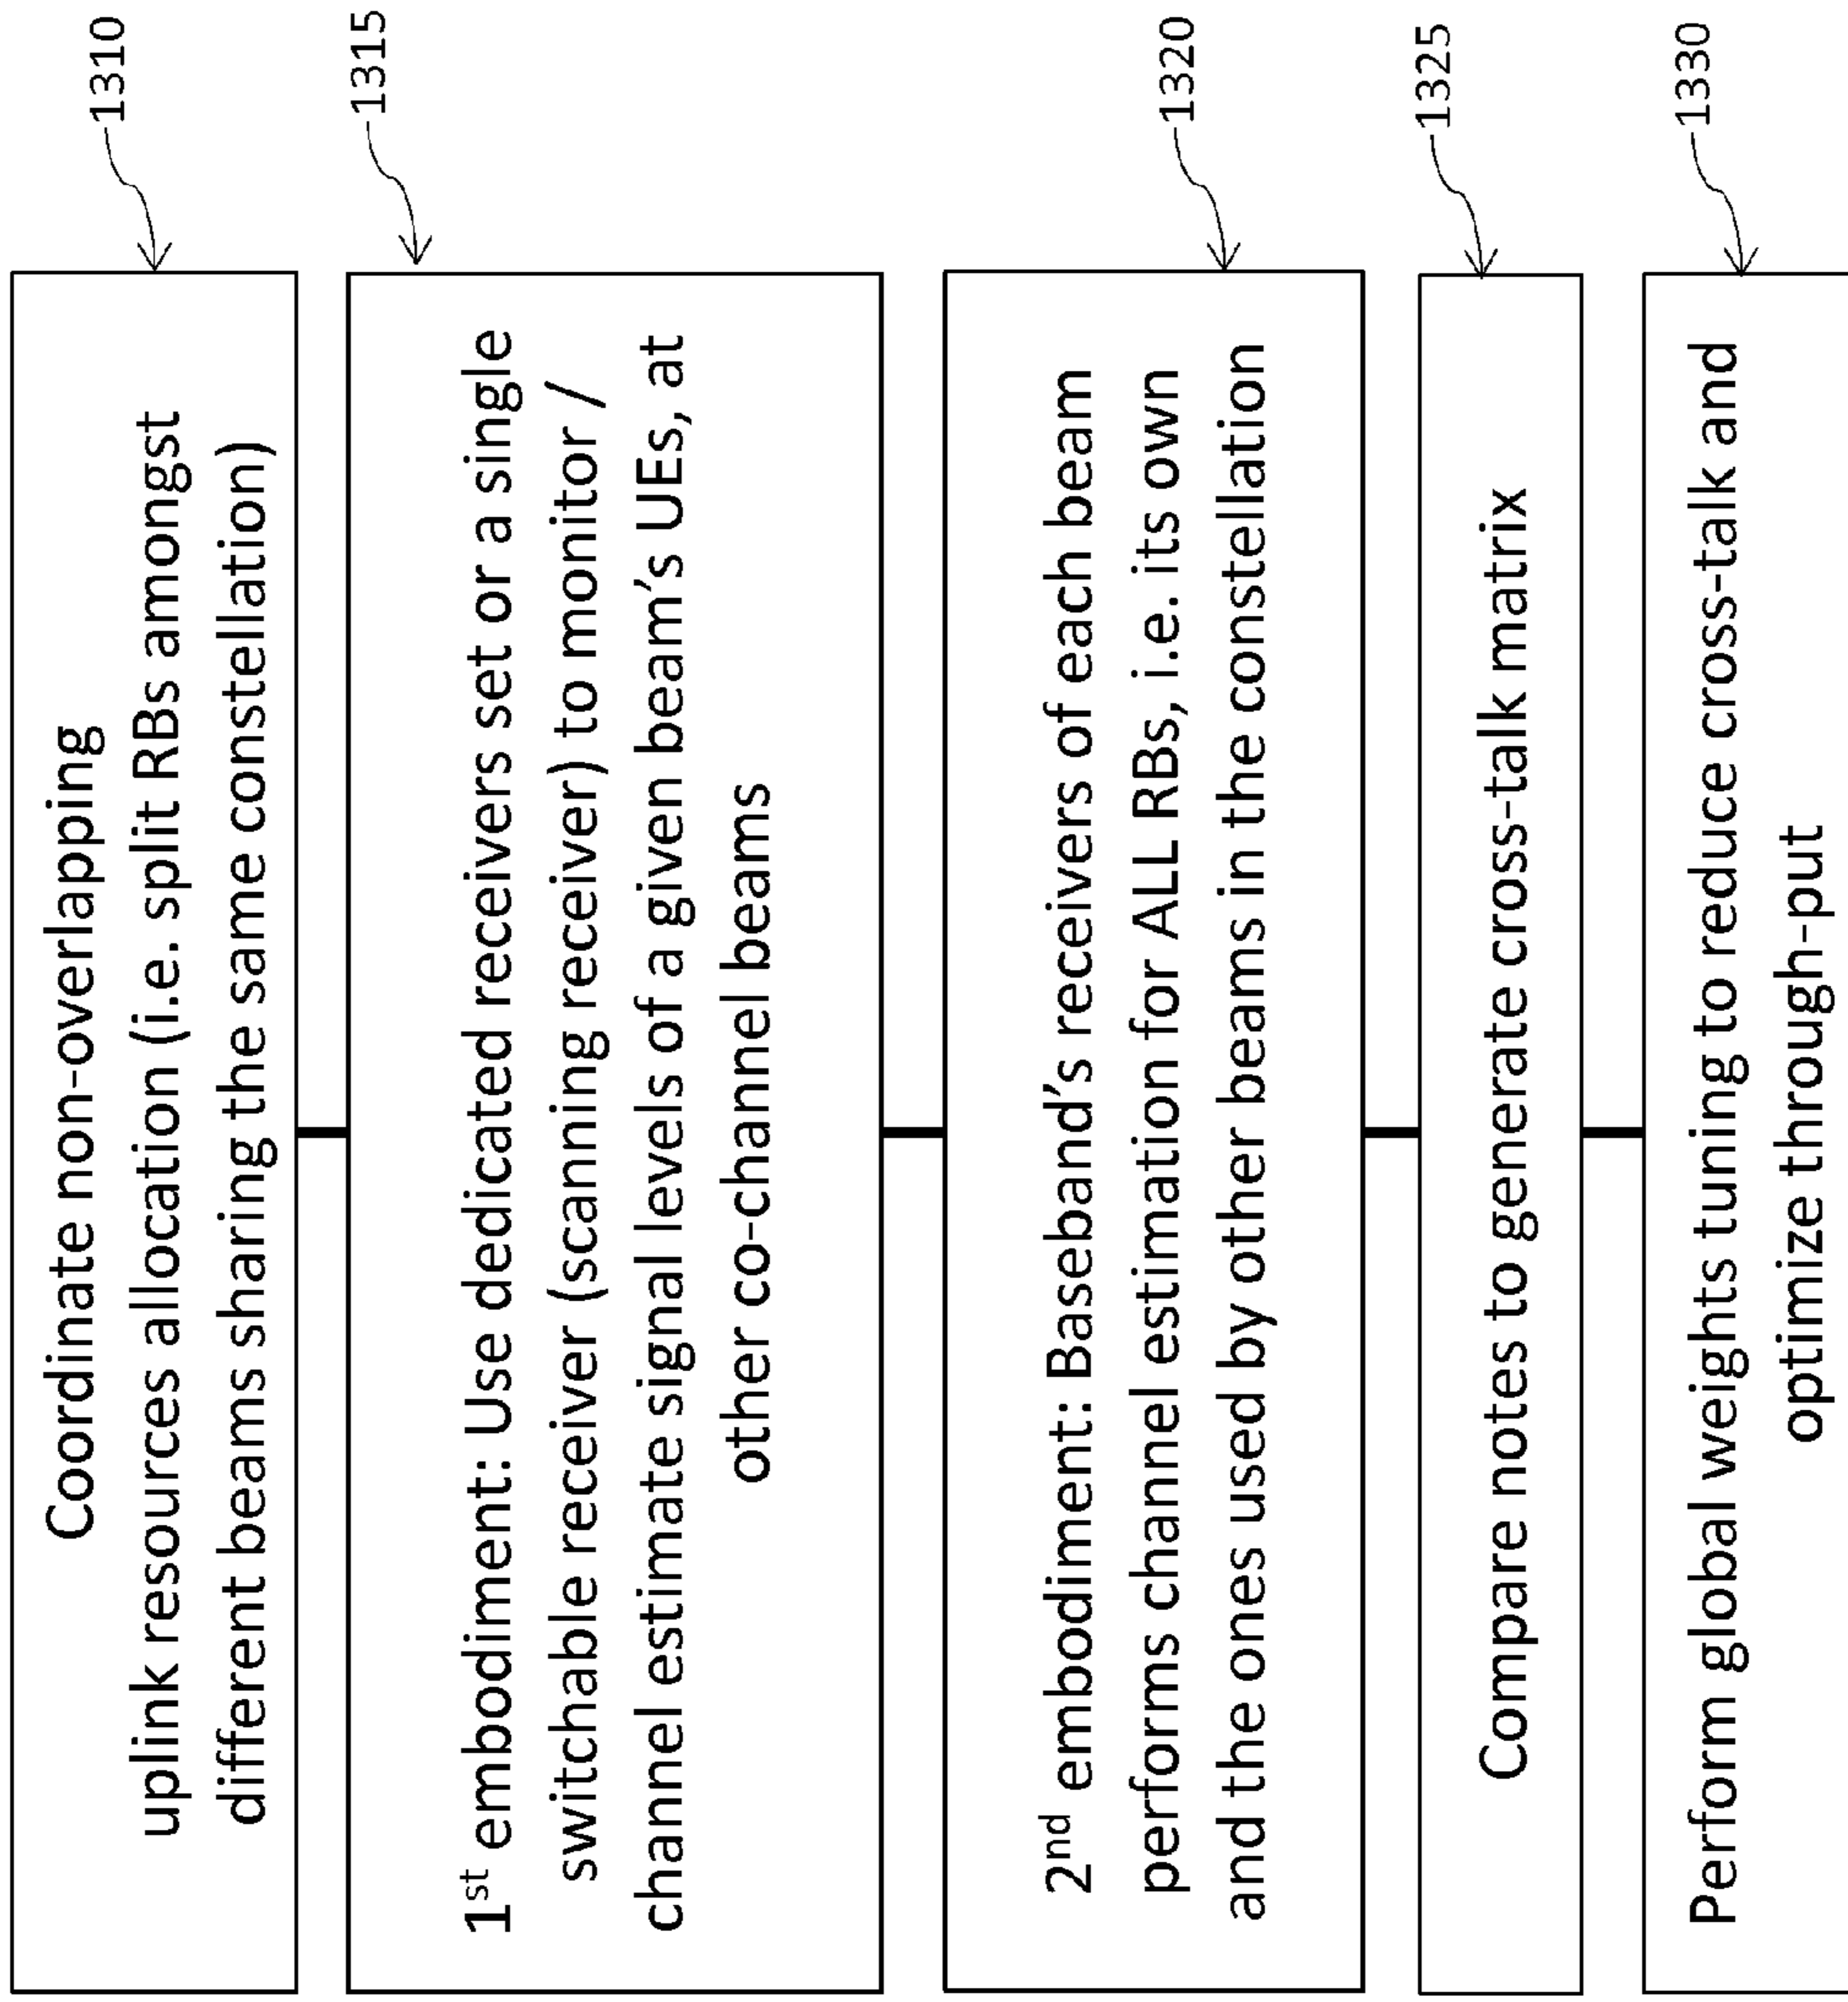 Coordinate non-overlapping
uplink resources allocation (i.e. split RBs amongst
different beams sharing the same constellation)
1310
1st embodiment: Use dedicated receivers set or a single
switchable receiver (scanning receiver) to monitor /
channel estimate signal levels of a given beam's UEs, at
other co-channel beams
1315
2nd embodiment: Baseband's receivers of each beam
performs channel estimation for ALL RBs, i.e. its own
and the ones used by other beams in the constellation
1320
Compare notes to generate cross-talk matrix
1325
Perform global weights tuning to reduce cross-talk and
optimize through-put
1330